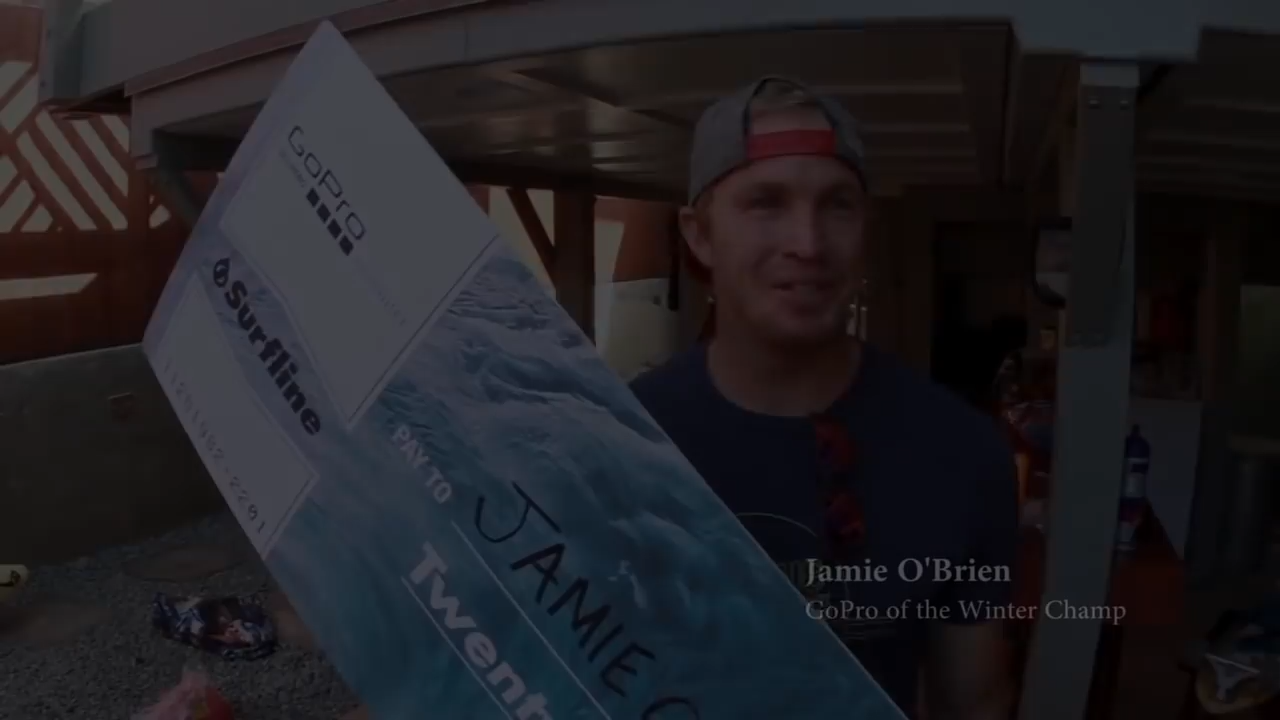 GoPro
Surfline
PAY TO
JAMIE
Twent
Jamie O'Brien
GoPro of the Winter Champ